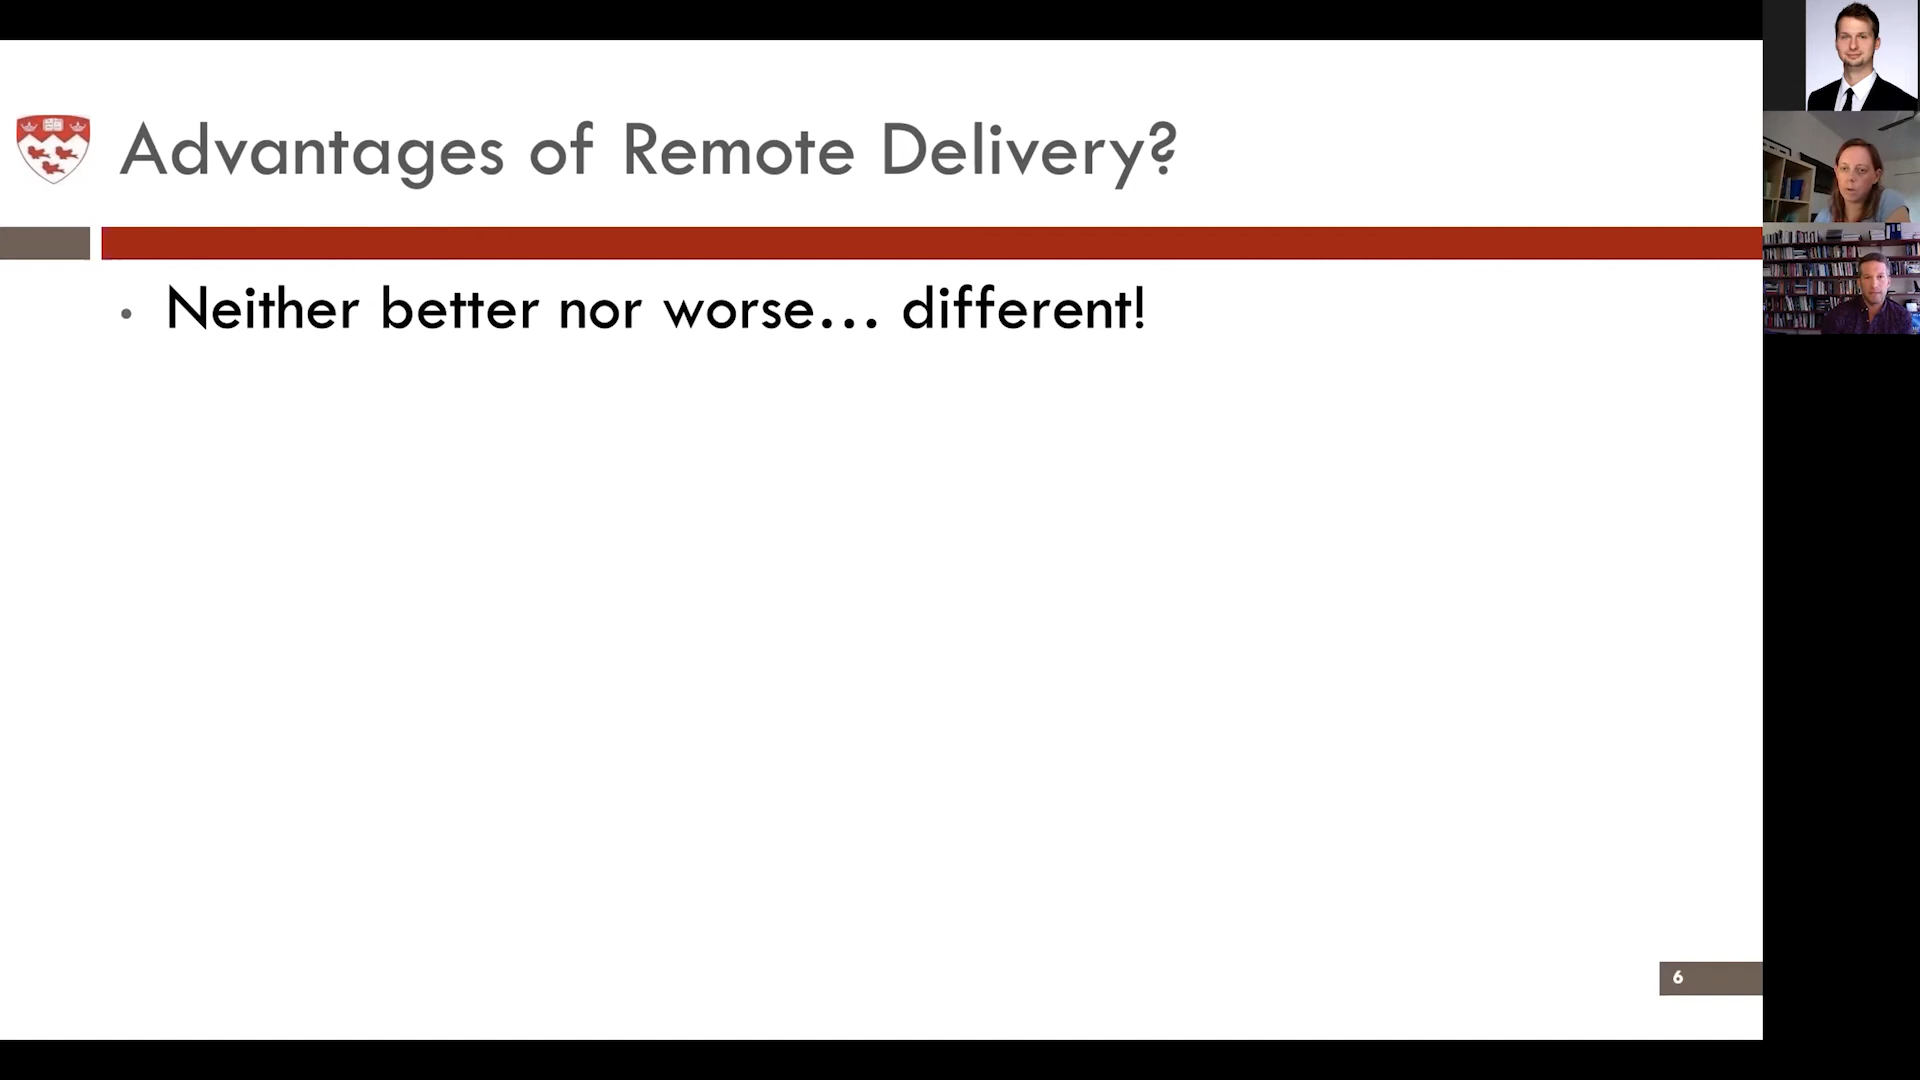 Advantages of Remote Delivery?
• Neither better nor worse... different!
6